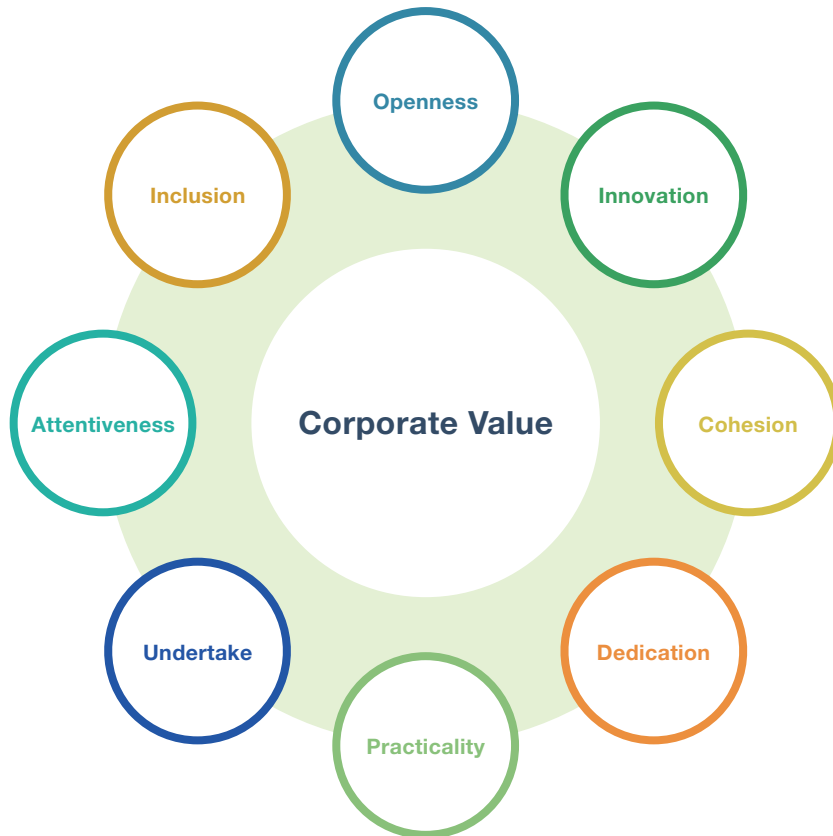 Openness
Inclusion
Innovation
Attentiveness
Corporate Value
Cohesion
Undertake
Dedication
Practicality